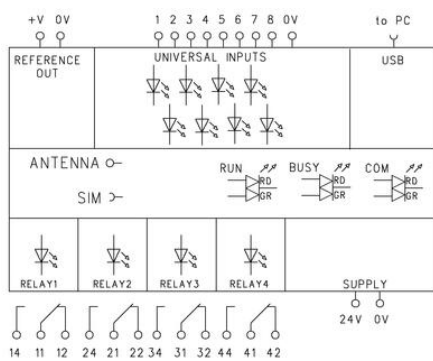 +V 0V 1 2 3 4 5 6 7 8 0V to PC
REFERENCE OUT
UNIVERSAL INPUTS
USB
ANTENNA
SIM
RUN RD GR
BUSY RD GR
COM RD GR
RELAY1 RELAY2 RELAY3 RELAY4
SUPPLY
24V 0V
14 11 12 24 21 22 34 31 32 44 41 42